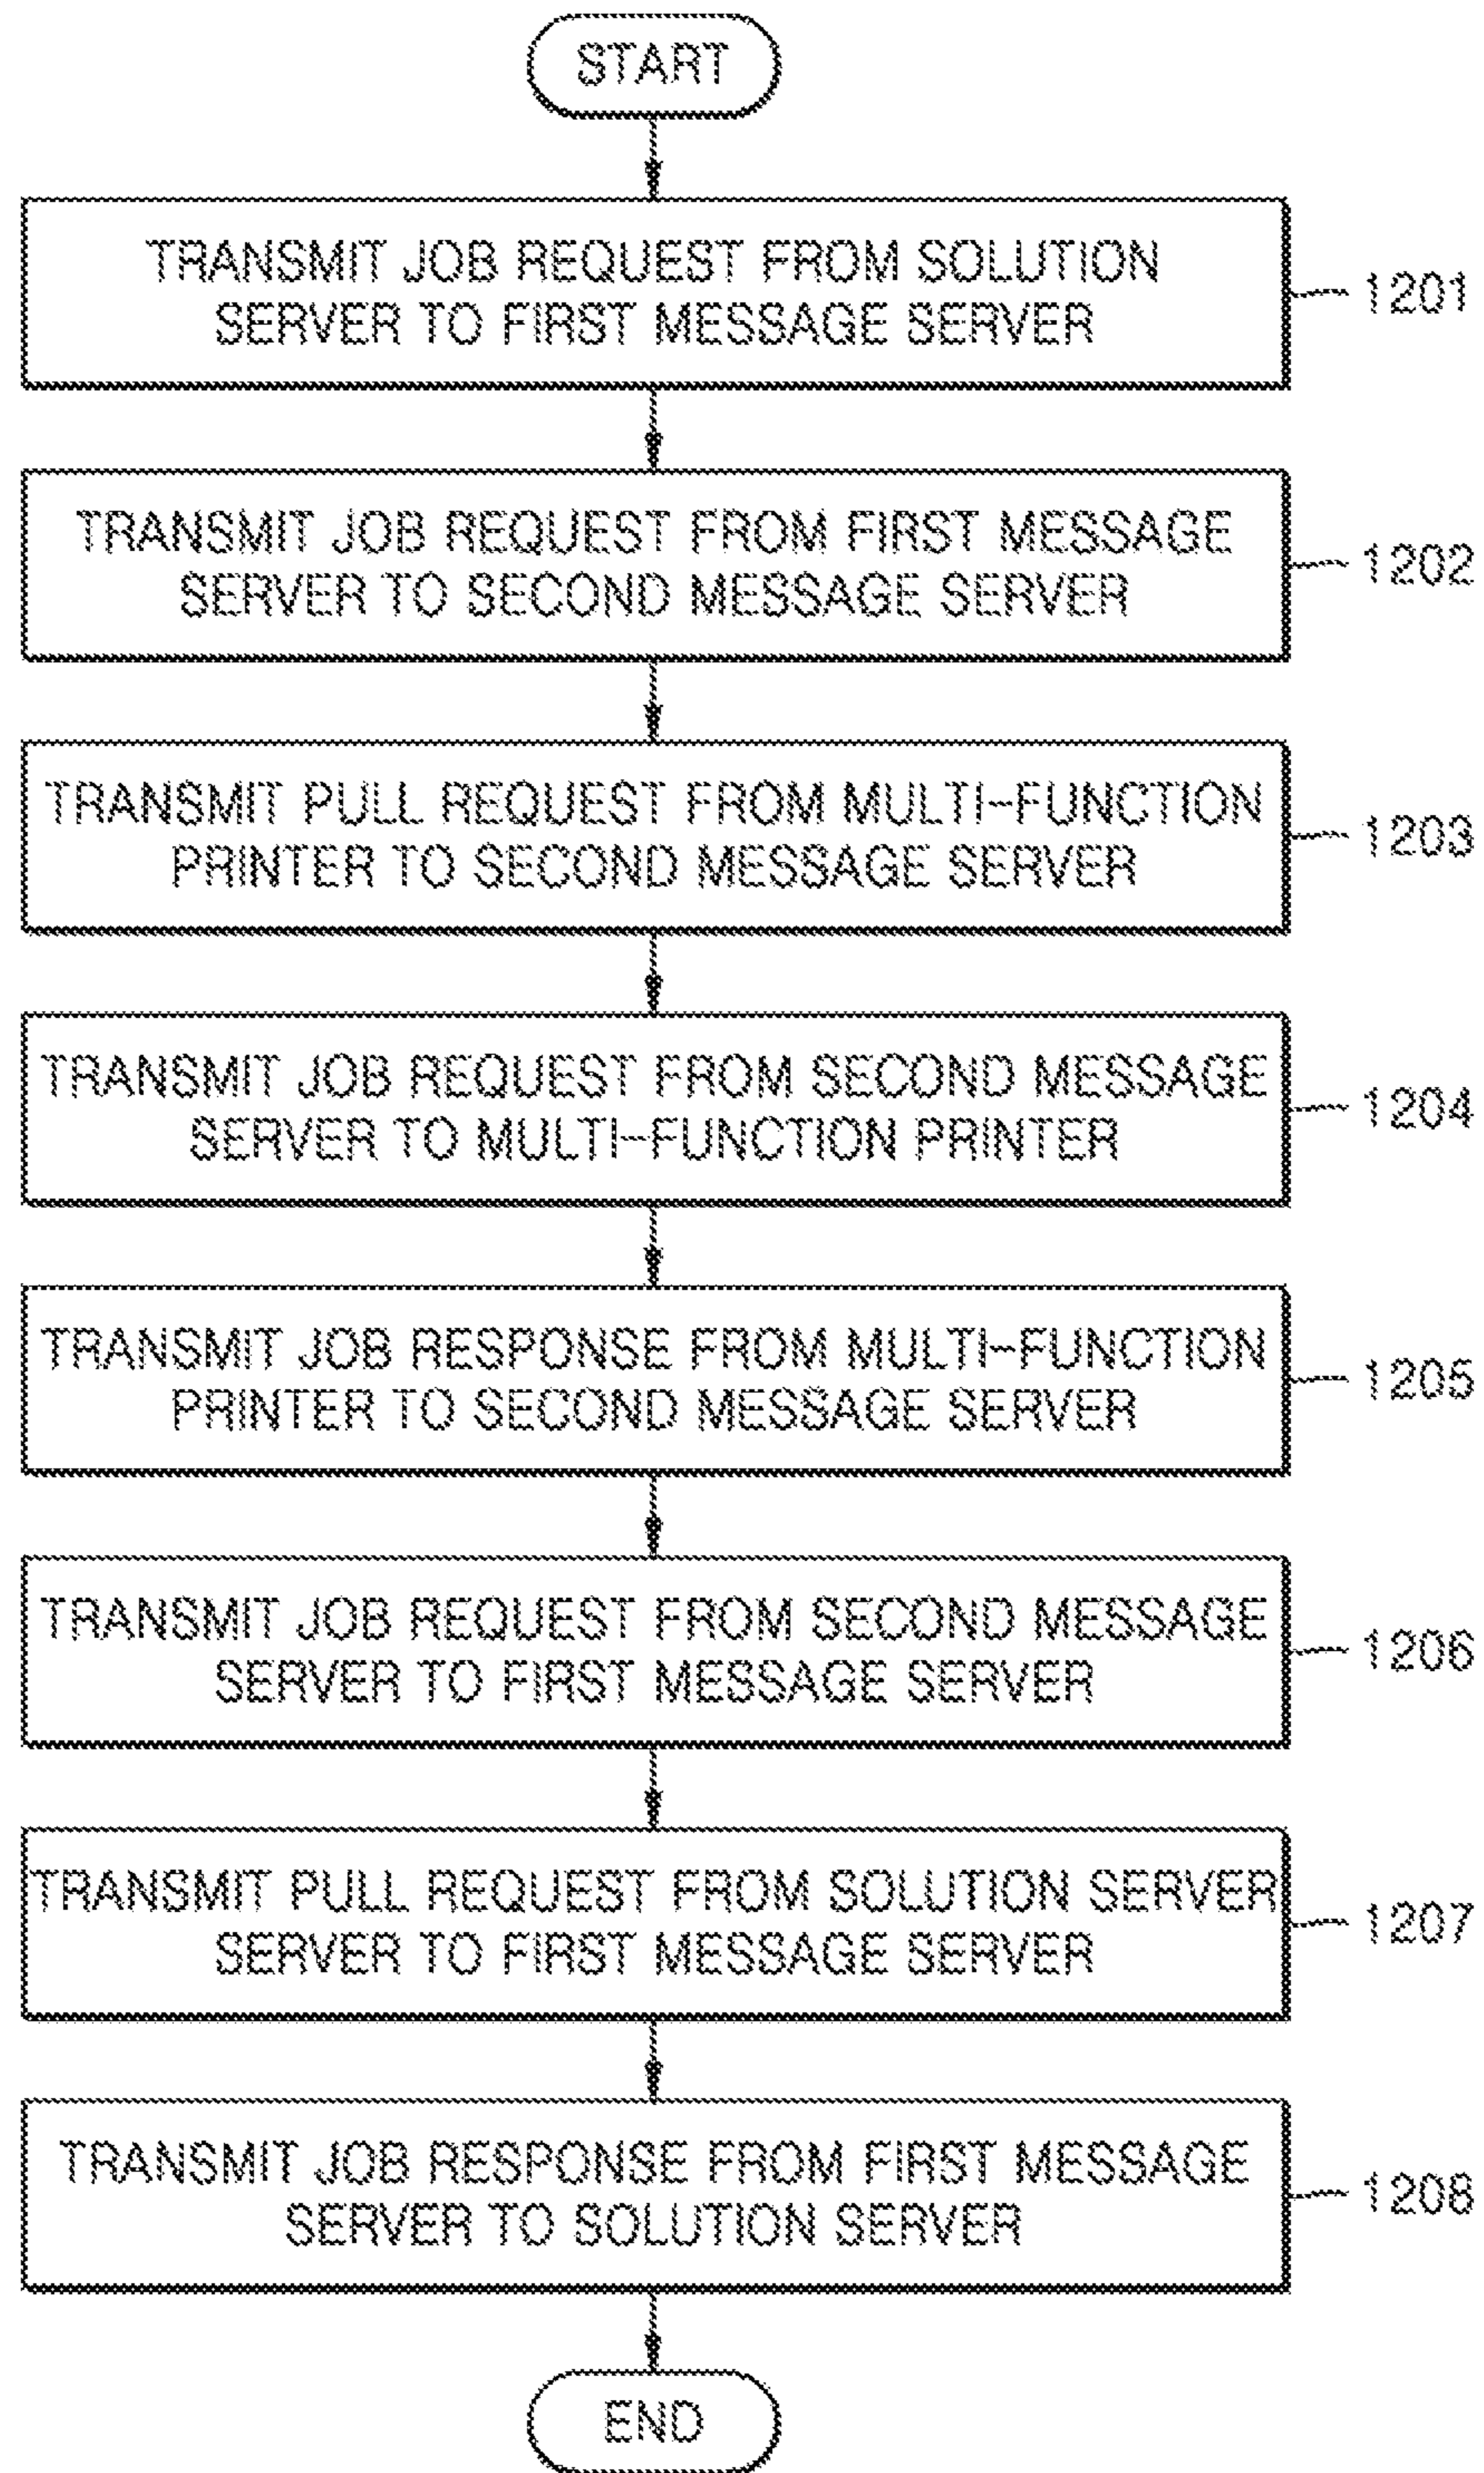 START
TRANSMIT JOB REQUEST FROM SOLUTION
SERVER TO FIRST MESSAGE SERVER
1201
TRANSMIT JOB REQUEST FROM FIRST MESSAGE
SERVER TO SECOND MESSAGE SERVER
1202
TRANSMIT PULL REQUEST FROM MULTI-FUNCTION
PRINTER TO SECOND MESSAGE SERVER
1203
TRANSMIT JOB REQUEST FROM SECOND MESSAGE
SERVER TO MULTI-FUNCTION PRINTER
1204
TRANSMIT JOB RESPONSE FROM MULTI-FUNCTION
PRINTER TO SECOND MESSAGE SERVER
1205
TRANSMIT JOB REQUEST FROM SECOND MESSAGE
SERVER TO FIRST MESSAGE SERVER
1206
TRANSMIT PULL REQUEST FROM SOLUTION SERVER
SERVER TO FIRST MESSAGE SERVER
1207
TRANSMIT JOB RESPONSE FROM FIRST MESSAGE
SERVER TO SOLUTION SERVER
1208
END